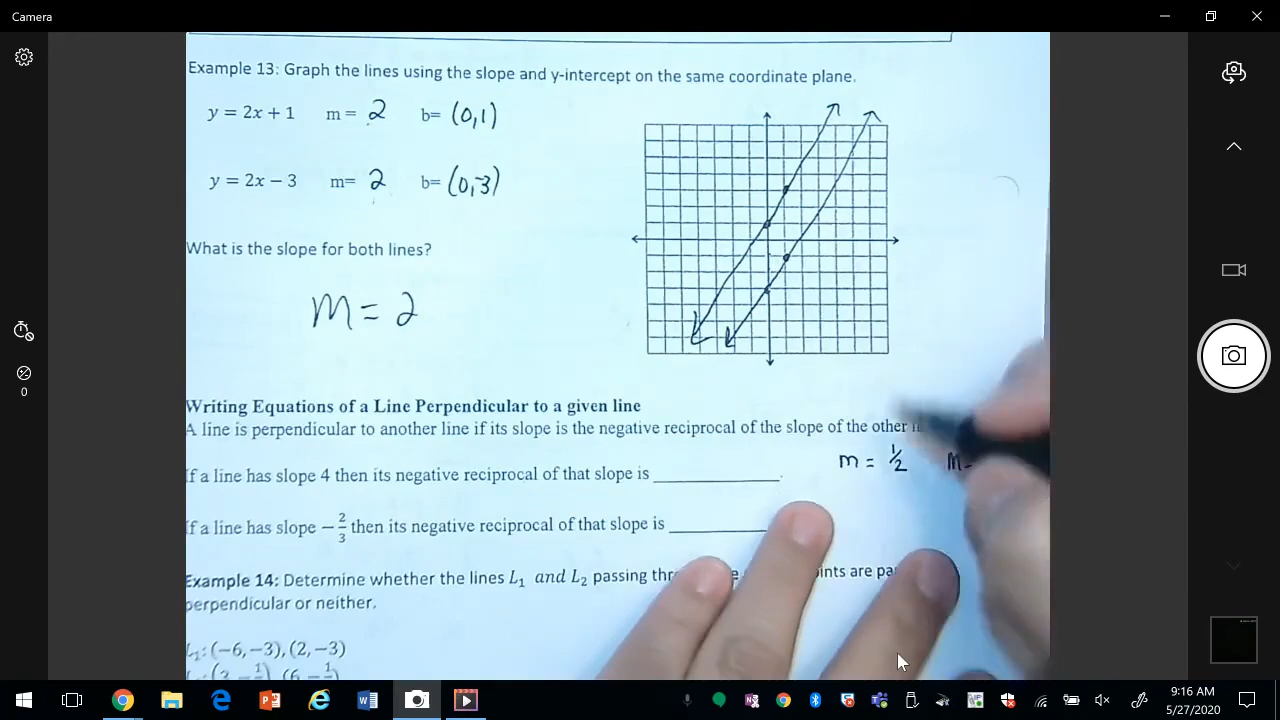 Camera
Example 13: Graph the lines using the slope and y-intercept on the same coordinate plane.
y = 2x + 1 m = 2 b= (0,1)
y = 2x − 3 m= 2 b= (0,-3)
What is the slope for both lines?
m = 2
Writing Equations of a Line Perpendicular to a given line
A line is perpendicular to another line if its slope is the negative reciprocal of the slope of the other
m = 1/2 m=
If a line has slope 4 then its negative reciprocal of that slope is ____________.
If a line has slope −2/3 then its negative reciprocal of that slope is __________
Example 14: Determine whether the lines L₁ and L₂ passing are
perpendicular or neither.
L₁: (−6, −3), (2, −3)
0
9:16 AM
5/27/2020